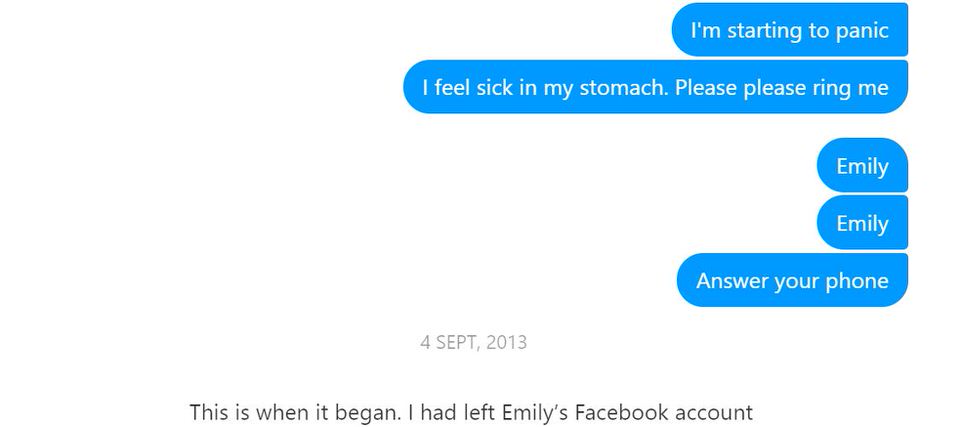 I'm starting to panic
I feel sick in my stomach. Please please ring me
Emily
Emily
Answer your phone
4 SEPT, 2013
This is when it began. I had left Emily’s Facebook account